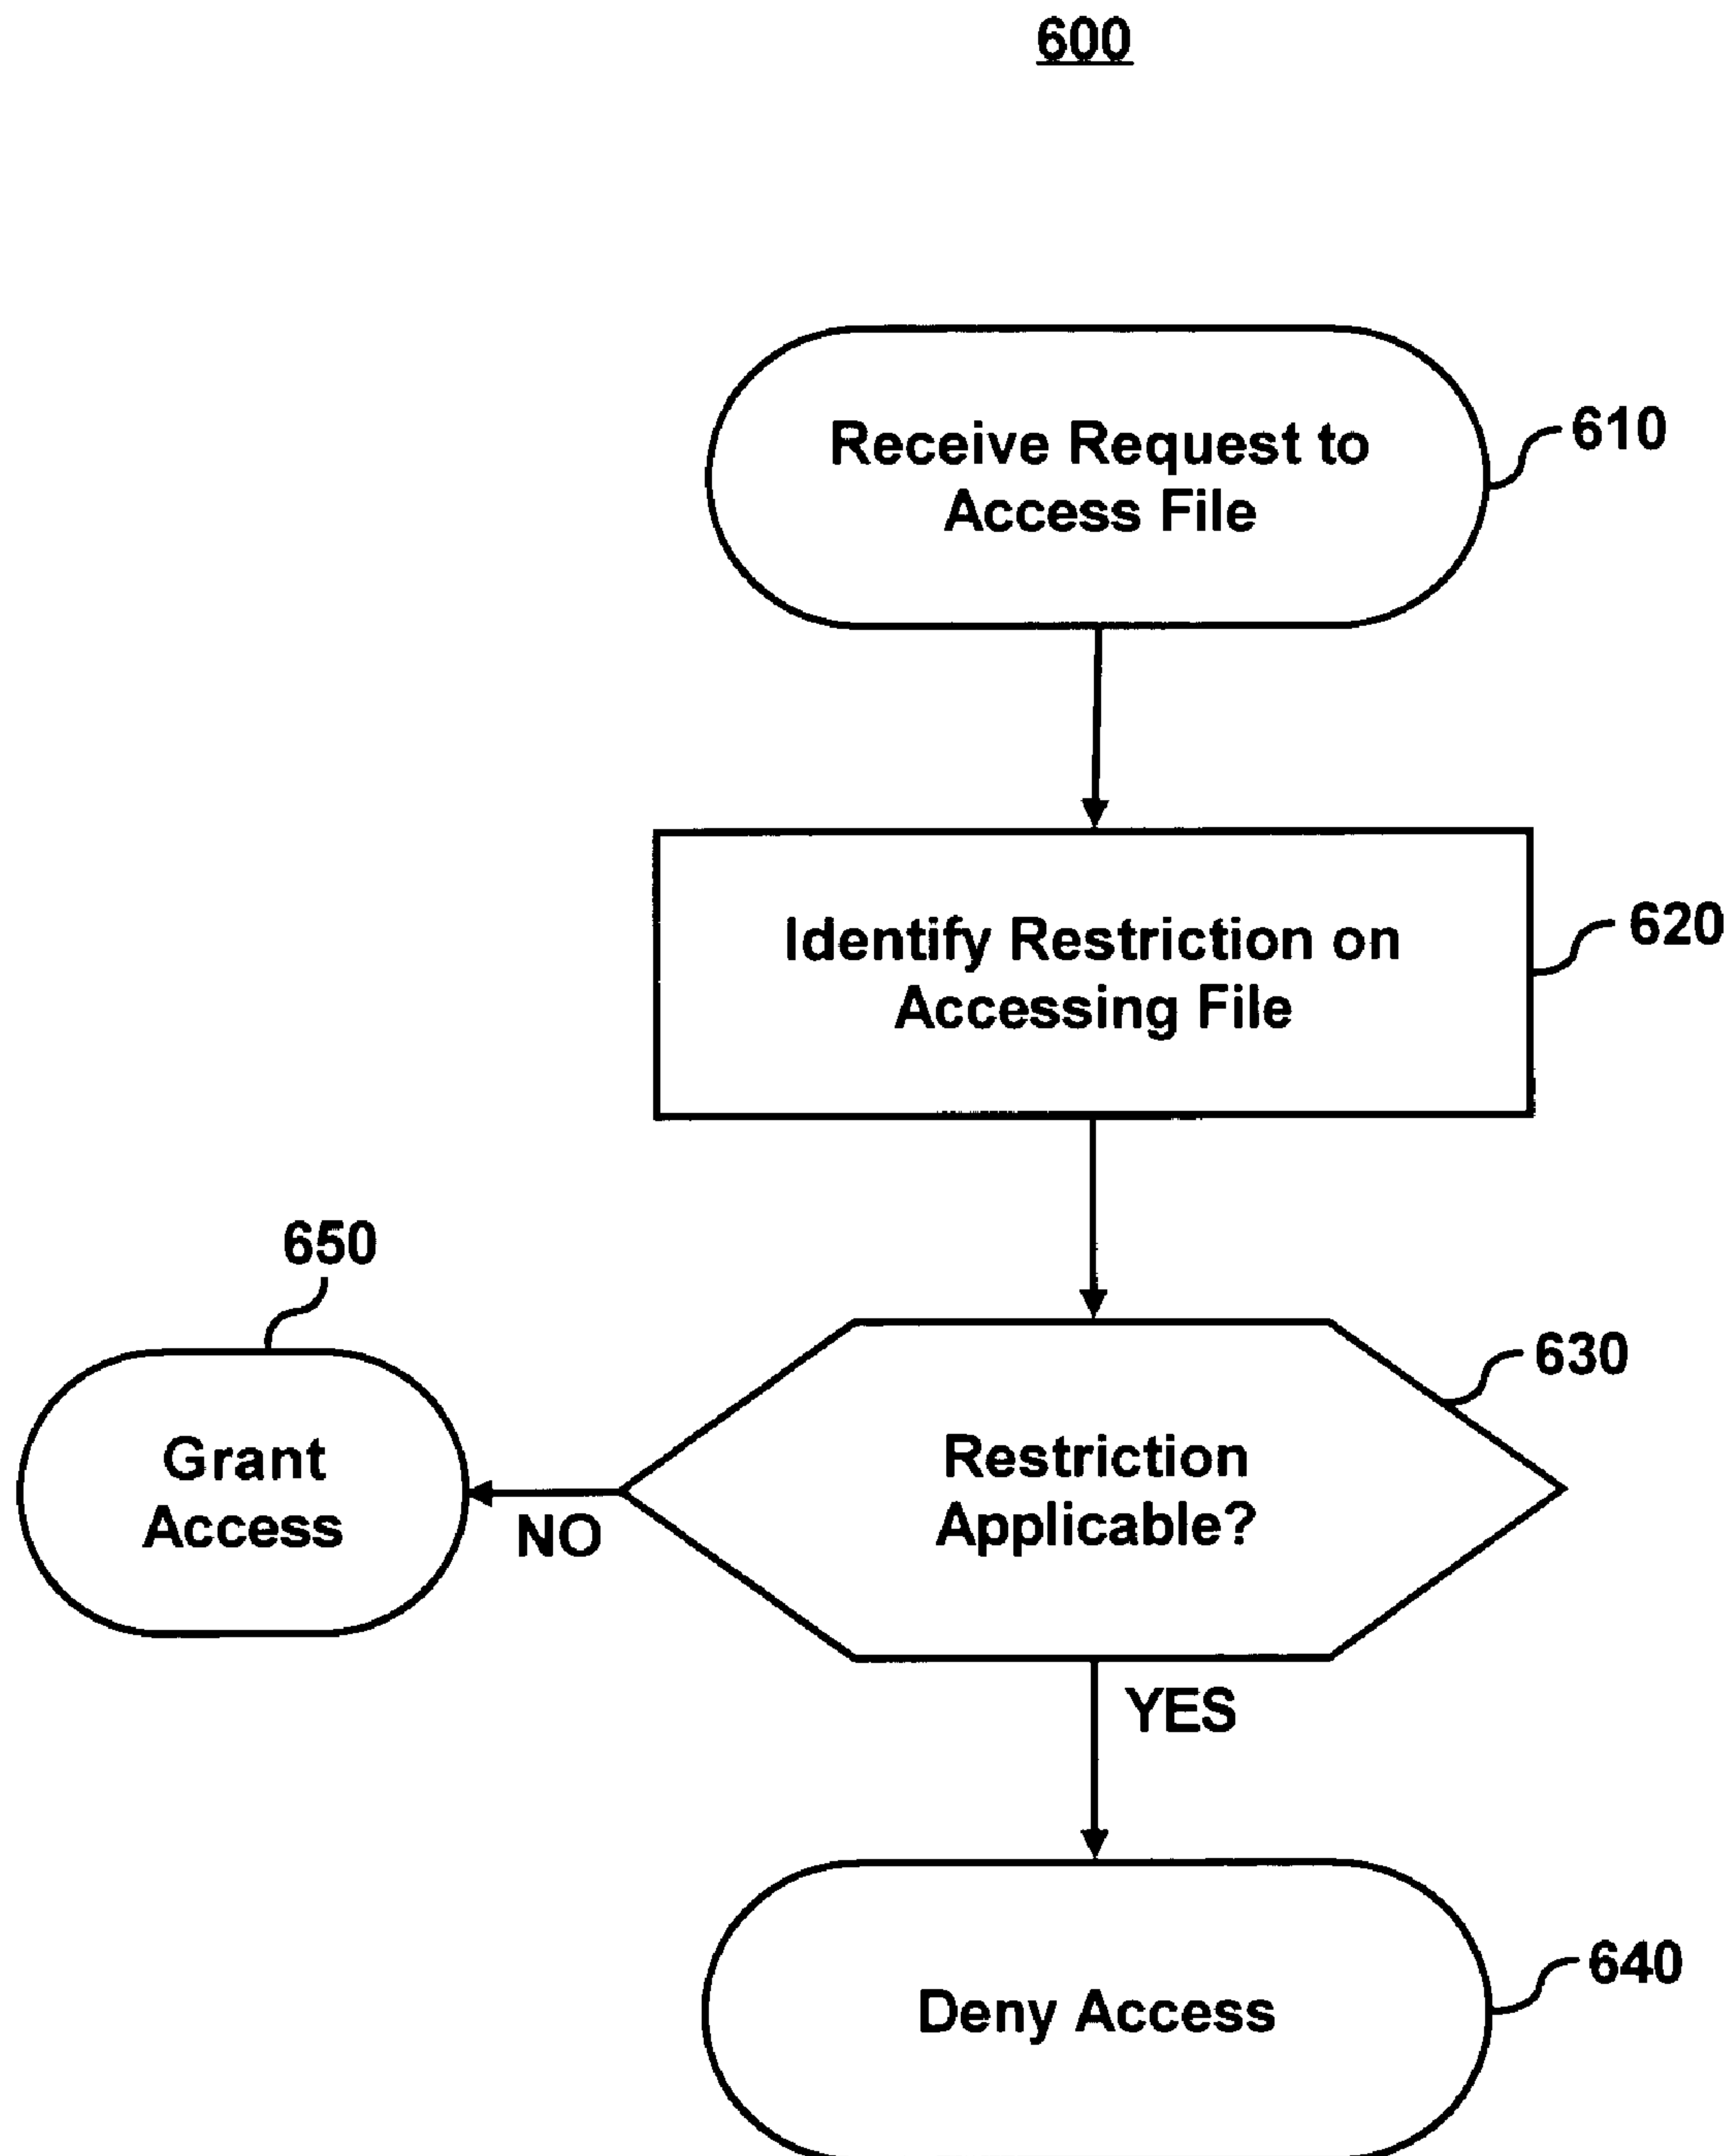 600
Receive Request to
Access File
610
Identify Restriction on
Accessing File
620
650
Grant
Access
NO
Restriction
Applicable?
630
YES
Deny Access
640